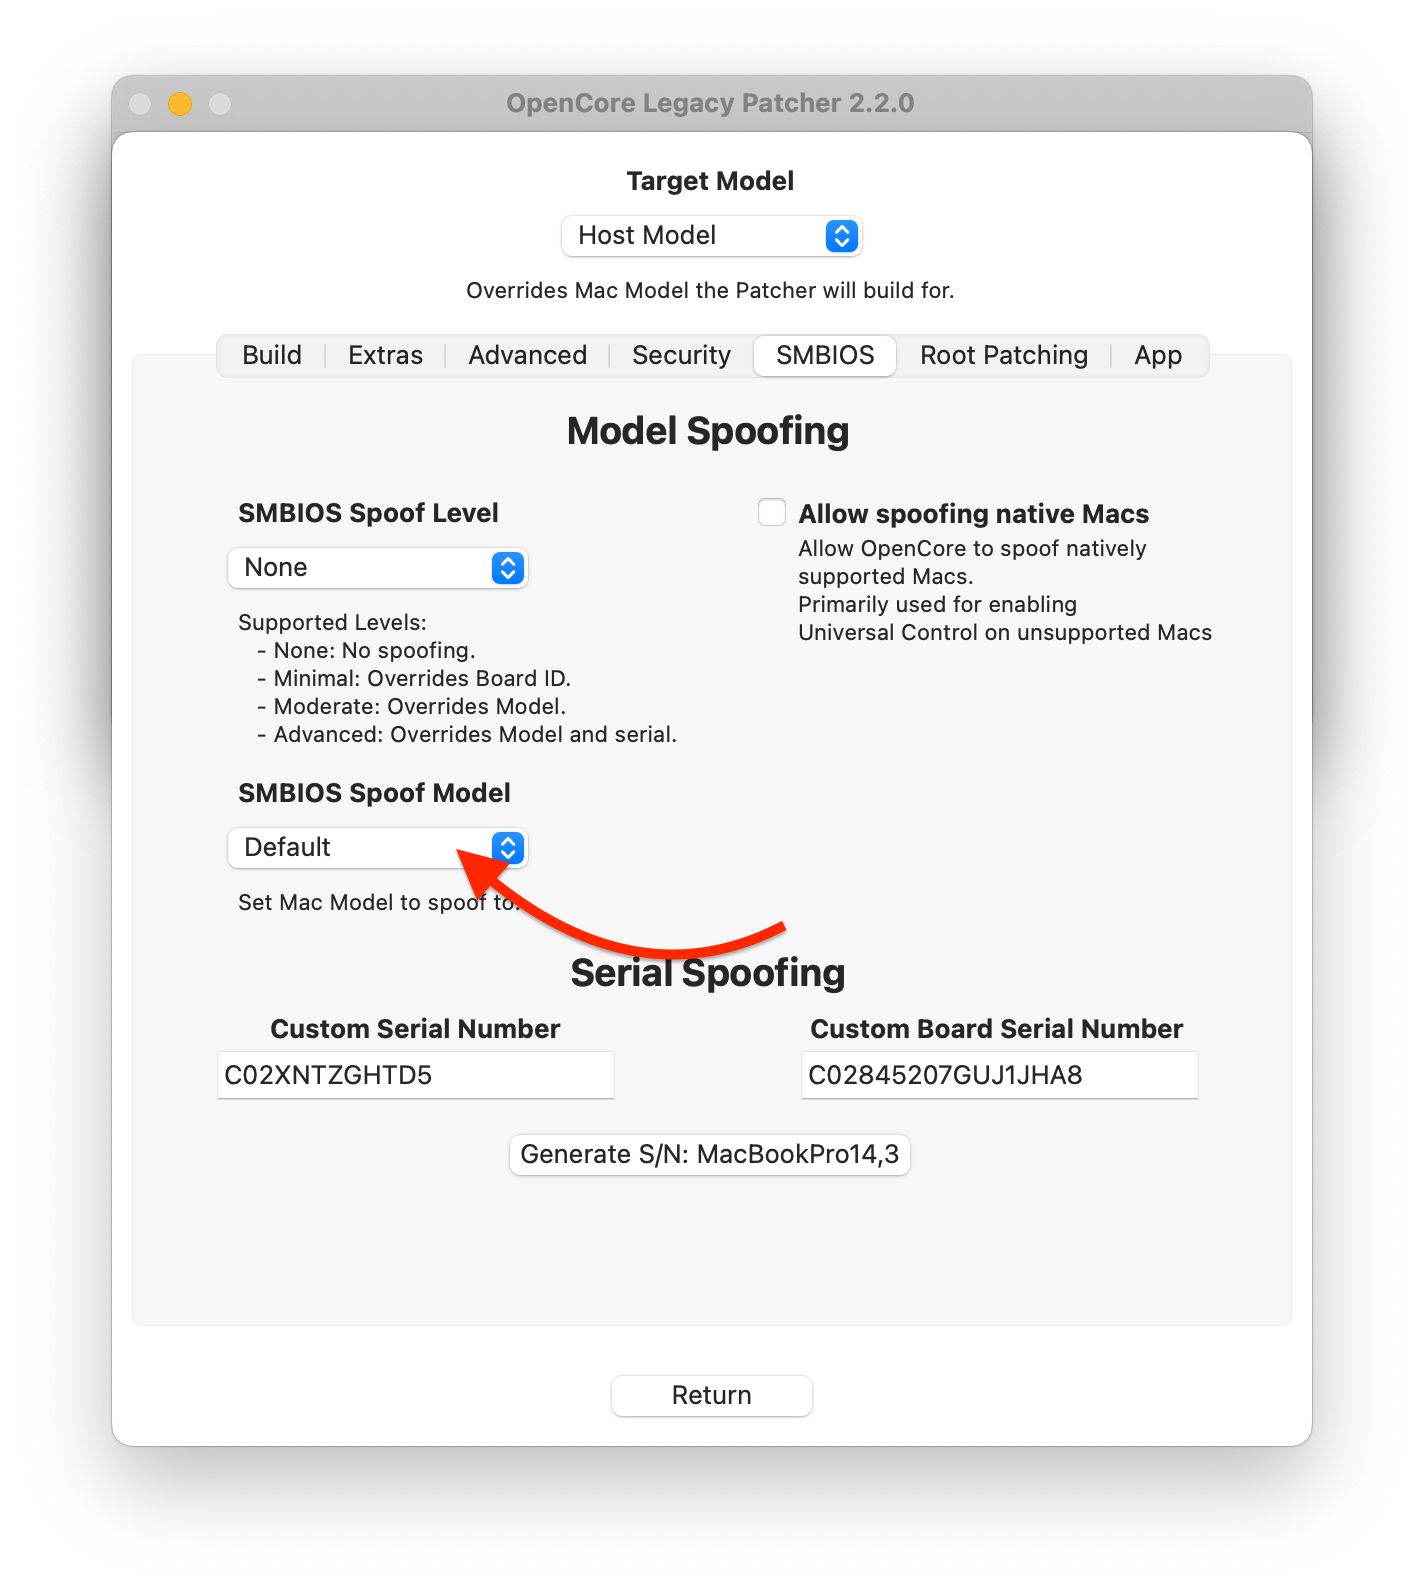 OpenCore Legacy Patcher 2.2.0
Target Model
Host Model
Overrides Mac Model the Patcher will build for.
Build
Extras
Advanced
Security
SMBIOS
Root Patching
App
Model Spoofing
SMBIOS Spoof Level
None
Supported Levels:
- None: No spoofing.
- Minimal: Overrides Board ID.
- Moderate: Overrides Model.
- Advanced: Overrides Model and serial.
Allow spoofing native Macs
Allow OpenCore to spoof natively
supported Macs.
Primarily used for enabling
Universal Control on unsupported Macs
SMBIOS Spoof Model
Default
Set Mac Model to spoof to.
Serial Spoofing
Custom Serial Number
C02XNTZGHTD5
Custom Board Serial Number
C02845207GUJ1JHA8
Generate S/N: MacBookPro14,3
Return